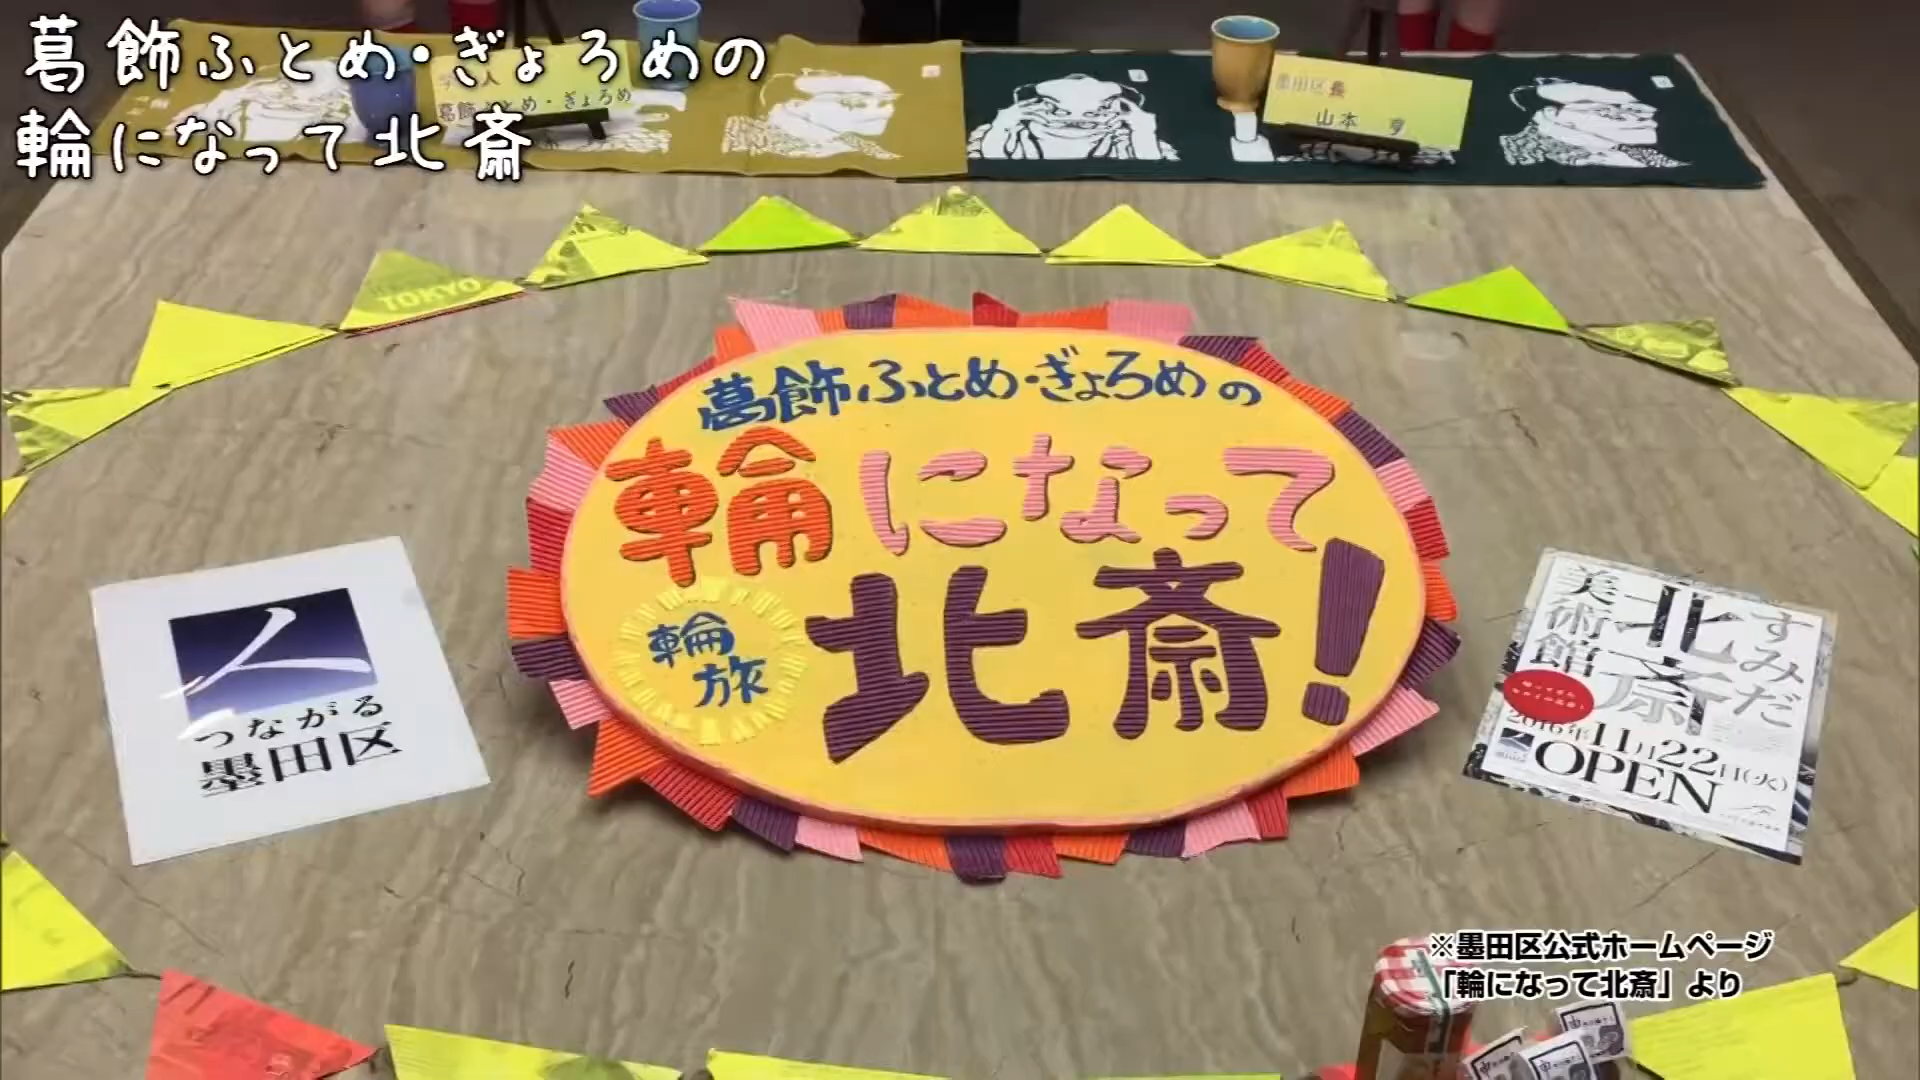 葛飾ふとめ・ぎょろめの
輪になって北斎
葛飾ふとめ・ぎょろめ
墨田区長
山本 亨
TOKYO
葛飾ふとめ・ぎょろめの
輪になって
北斎!
輪旅
つながる
墨田区
すみだ
北斎
美術館
2016年11月22日(火)
OPEN
※墨田区公式ホームページ
「輪になって北斎」より